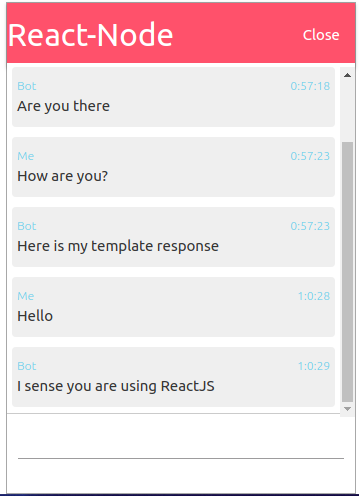 React-Node Close
Bot 0:57:18
Are you there
Me 0:57:23
How are you?
Bot 0:57:23
Here is my template response
Me 1:0:28
Hello
Bot 1:0:29
I sense you are using ReactJS